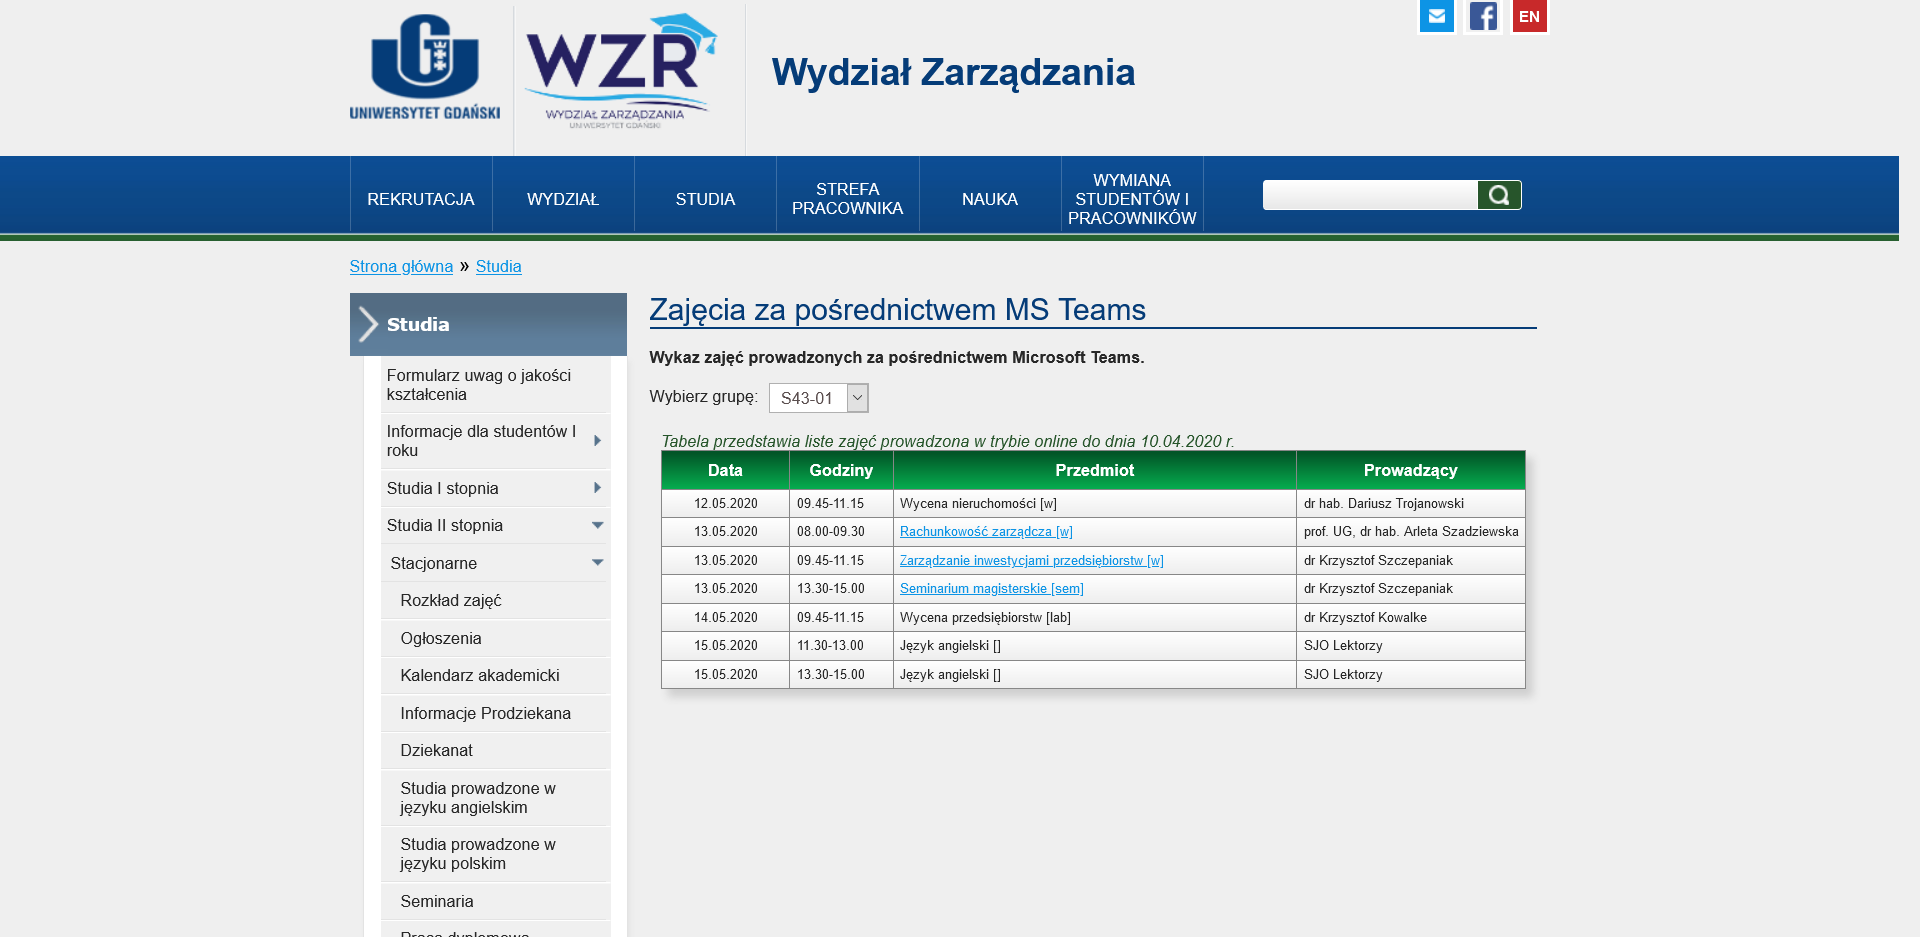 UNIWERSYTET GDAŃSKI
WZR
WYDZIAŁ ZARZĄDZANIA
UNIWERSYTET GDAŃSKI
Wydział Zarządzania
EN
REKRUTACJA
WYDZIAŁ
STUDIA
STREFA
PRACOWNIKA
NAUKA
WYMIANA
STUDENTÓW I
PRACOWNIKÓW
Strona główna » Studia
Studia
Formularz uwag o jakości
kształcenia
Informacje dla studentów I
roku
Studia I stopnia
Studia II stopnia
Stacjonarne
Rozkład zajęć
Ogłoszenia
Kalendarz akademicki
Informacje Prodziekana
Dziekanat
Studia prowadzone w
języku angielskim
Studia prowadzone w
języku polskim
Seminaria
Praca dyplomowa
Zajęcia za pośrednictwem MS Teams
Wykaz zajęć prowadzonych za pośrednictwem Microsoft Teams.
Wybierz grupę: S43-01
Tabela przedstawia liste zajęć prowadzona w trybie online do dnia 10.04.2020 r.
Data Godziny Przedmiot Prowadzący
12.05.2020 09.45-11.15 Wycena nieruchomości [w] dr hab. Dariusz Trojanowski
13.05.2020 08.00-09.30 Rachunkowość zarządcza [w] prof. UG, dr hab. Arleta Szadziewska
13.05.2020 09.45-11.15 Zarządzanie inwestycjami przedsiębiorstw [w] dr Krzysztof Szczepaniak
13.05.2020 13.30-15.00 Seminarium magisterskie [sem] dr Krzysztof Szczepaniak
14.05.2020 09.45-11.15 Wycena przedsiębiorstw [lab] dr Krzysztof Kowalke
15.05.2020 11.30-13.00 Język angielski [] SJO Lektorzy
15.05.2020 13.30-15.00 Język angielski [] SJO Lektorzy